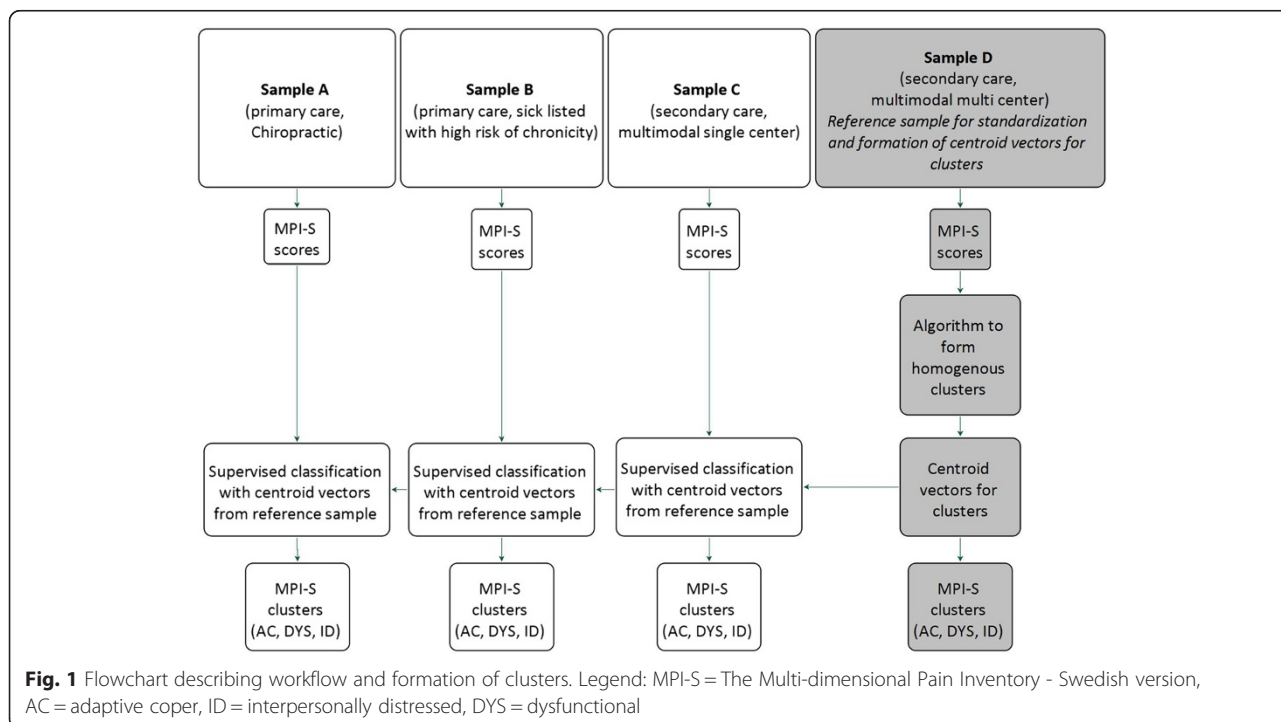 Sample A
(primary care,
Chiropractic)
Sample B
(primary care, sick listed
with high risk of chronicity)
Sample C
(secondary care,
multimodal single center)
Sample D
(secondary care,
multimodal multi center)
Reference sample for standardization
and formation of centroid vectors for
clusters
MPI-S
scores
MPI-S
scores
MPI-S
scores
MPI-S
scores
Algorithm to
form
homogenous
clusters
Supervised classification
with centroid vectors
from reference sample
Supervised classification
with centroid vectors
from reference sample
Supervised classification
with centroid vectors
from reference sample
Centroid
vectors for
clusters
MPI-S
clusters
(AC, DYS, ID)
MPI-S
clusters
(AC, DYS, ID)
MPI-S
clusters
(AC, DYS, ID)
MPI-S
clusters
(AC, DYS, ID)
Fig. 1 Flowchart describing workflow and formation of clusters. Legend: MPI-S = The Multi-dimensional Pain Inventory - Swedish version,
AC = adaptive coper, ID = interpersonally distressed, DYS = dysfunctional